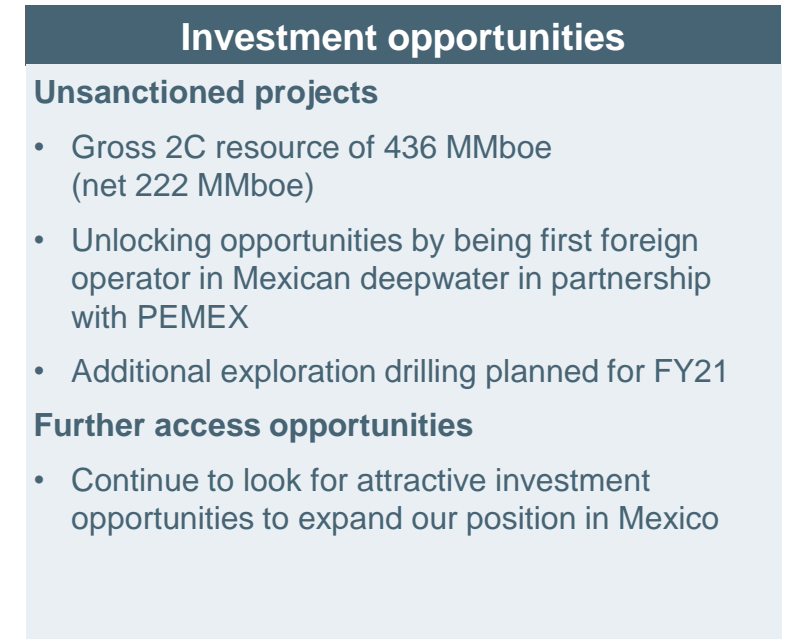 Investment opportunities
Unsanctioned projects
• Gross 2C resource of 436 MMboe
(net 222 MMboe)
• Unlocking opportunities by being first foreign
operator in Mexican deepwater in partnership
with PEMEX
• Additional exploration drilling planned for FY21
Further access opportunities
• Continue to look for attractive investment
opportunities to expand our position in Mexico